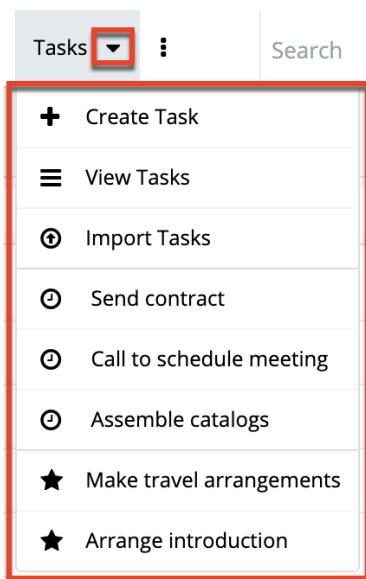 Tasks
Search
Create Task
View Tasks
Import Tasks
Send contract
Call to schedule meeting
Assemble catalogs
Make travel arrangements
Arrange introduction